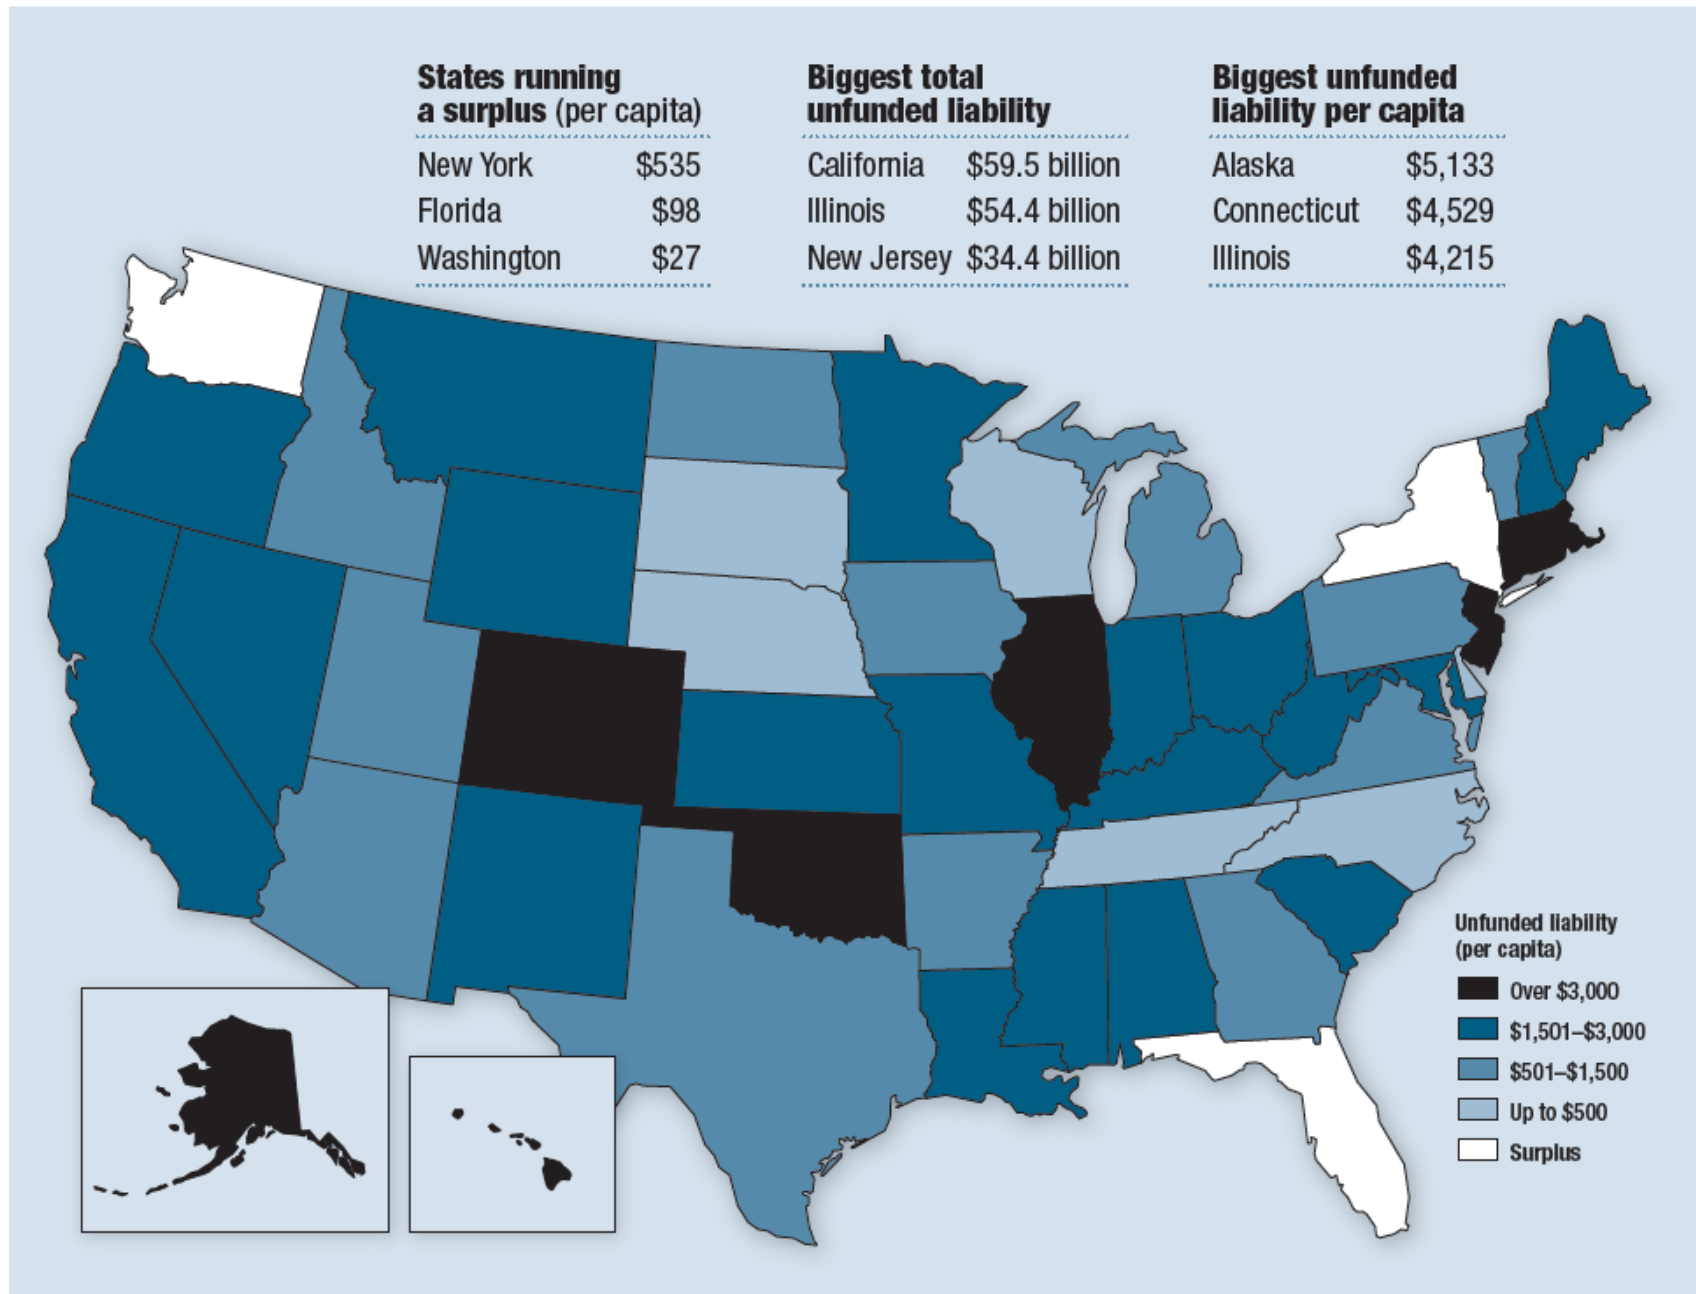 States running
a surplus (per capita)
New York $535
Florida $98
Washington $27
Biggest total
unfunded liability
California $59.5 billion
Illinois $54.4 billion
New Jersey $34.4 billion
Biggest unfunded
liability per capita
Alaska $5,133
Connecticut $4,529
Illinois $4,215
Unfunded liability
(per capita)
Over $3,000
$1,501–$3,000
$501–$1,500
Up to $500
Surplus